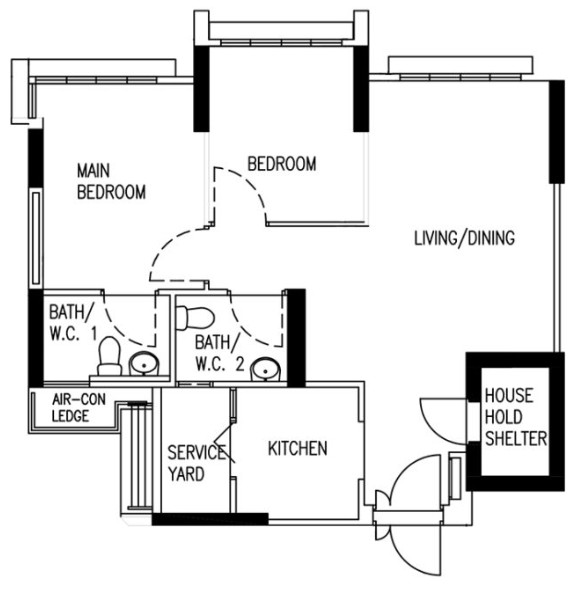 MAIN
BEDROOM
BEDROOM
LIVING/DINING
BATH/
W.C. 1
BATH/
W.C. 2
AIR-CON
LEDGE
SERVICE
YARD
KITCHEN
HOUSE
HOLD
SHELTER